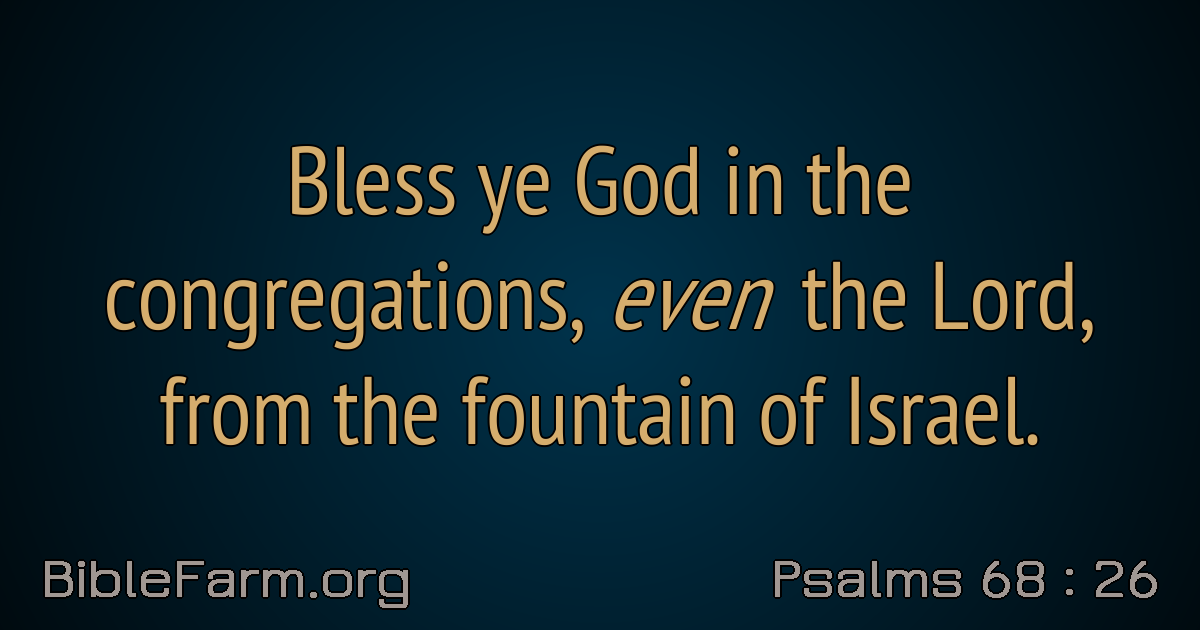 Bless ye God in the
congregations, even the Lord,
from the fountain of Israel.
BibleFarm.org
Psalms 68 : 26